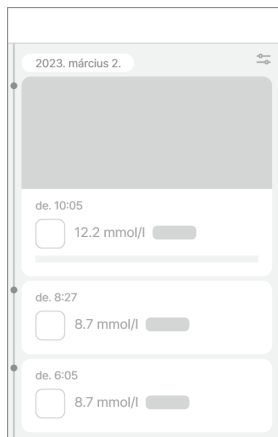 2023. március 2.
de. 10:05
12.2 mmol/l
de. 8:27
8.7 mmol/l
de. 6:05
8.7 mmol/l